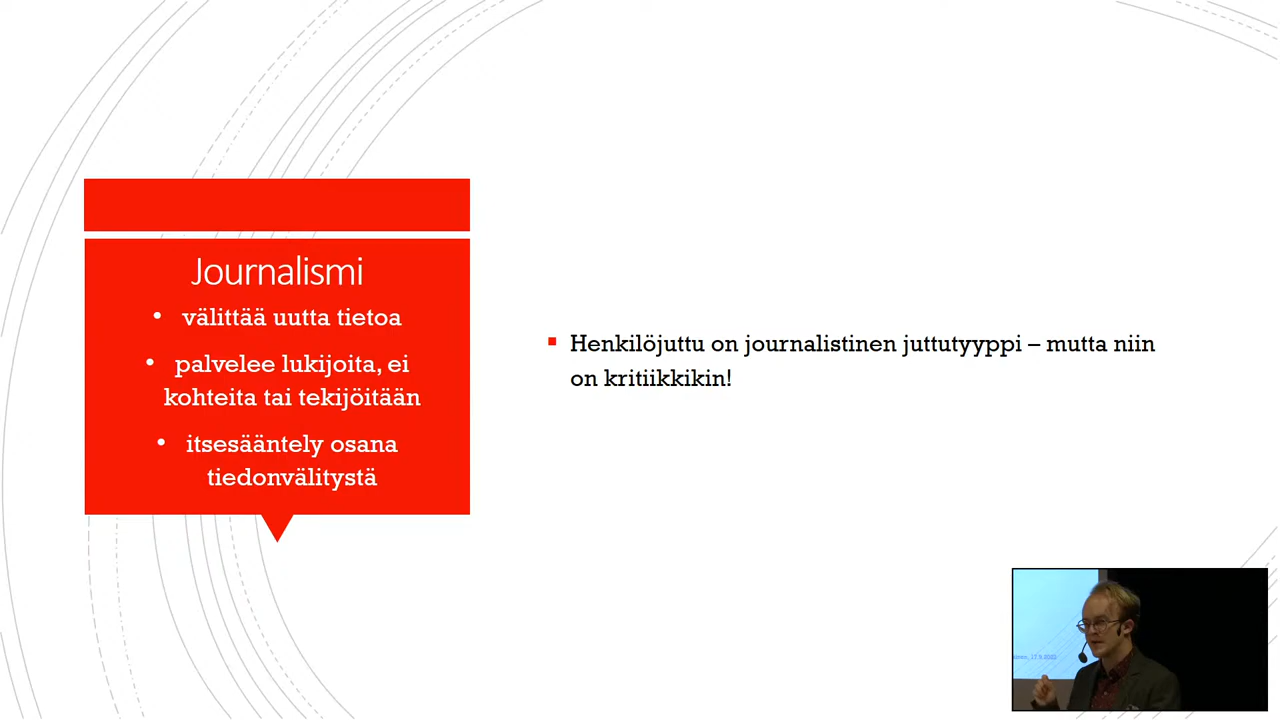 Journalismi
• välittää uutta tietoa
• palvelee lukijoita, ei
kohteita tai tekijöitään
• itsesääntely osana
tiedonvälitystä
Henkilöjuttu on journalistinen juttutyyppi – mutta niin
on kritiikkikin!